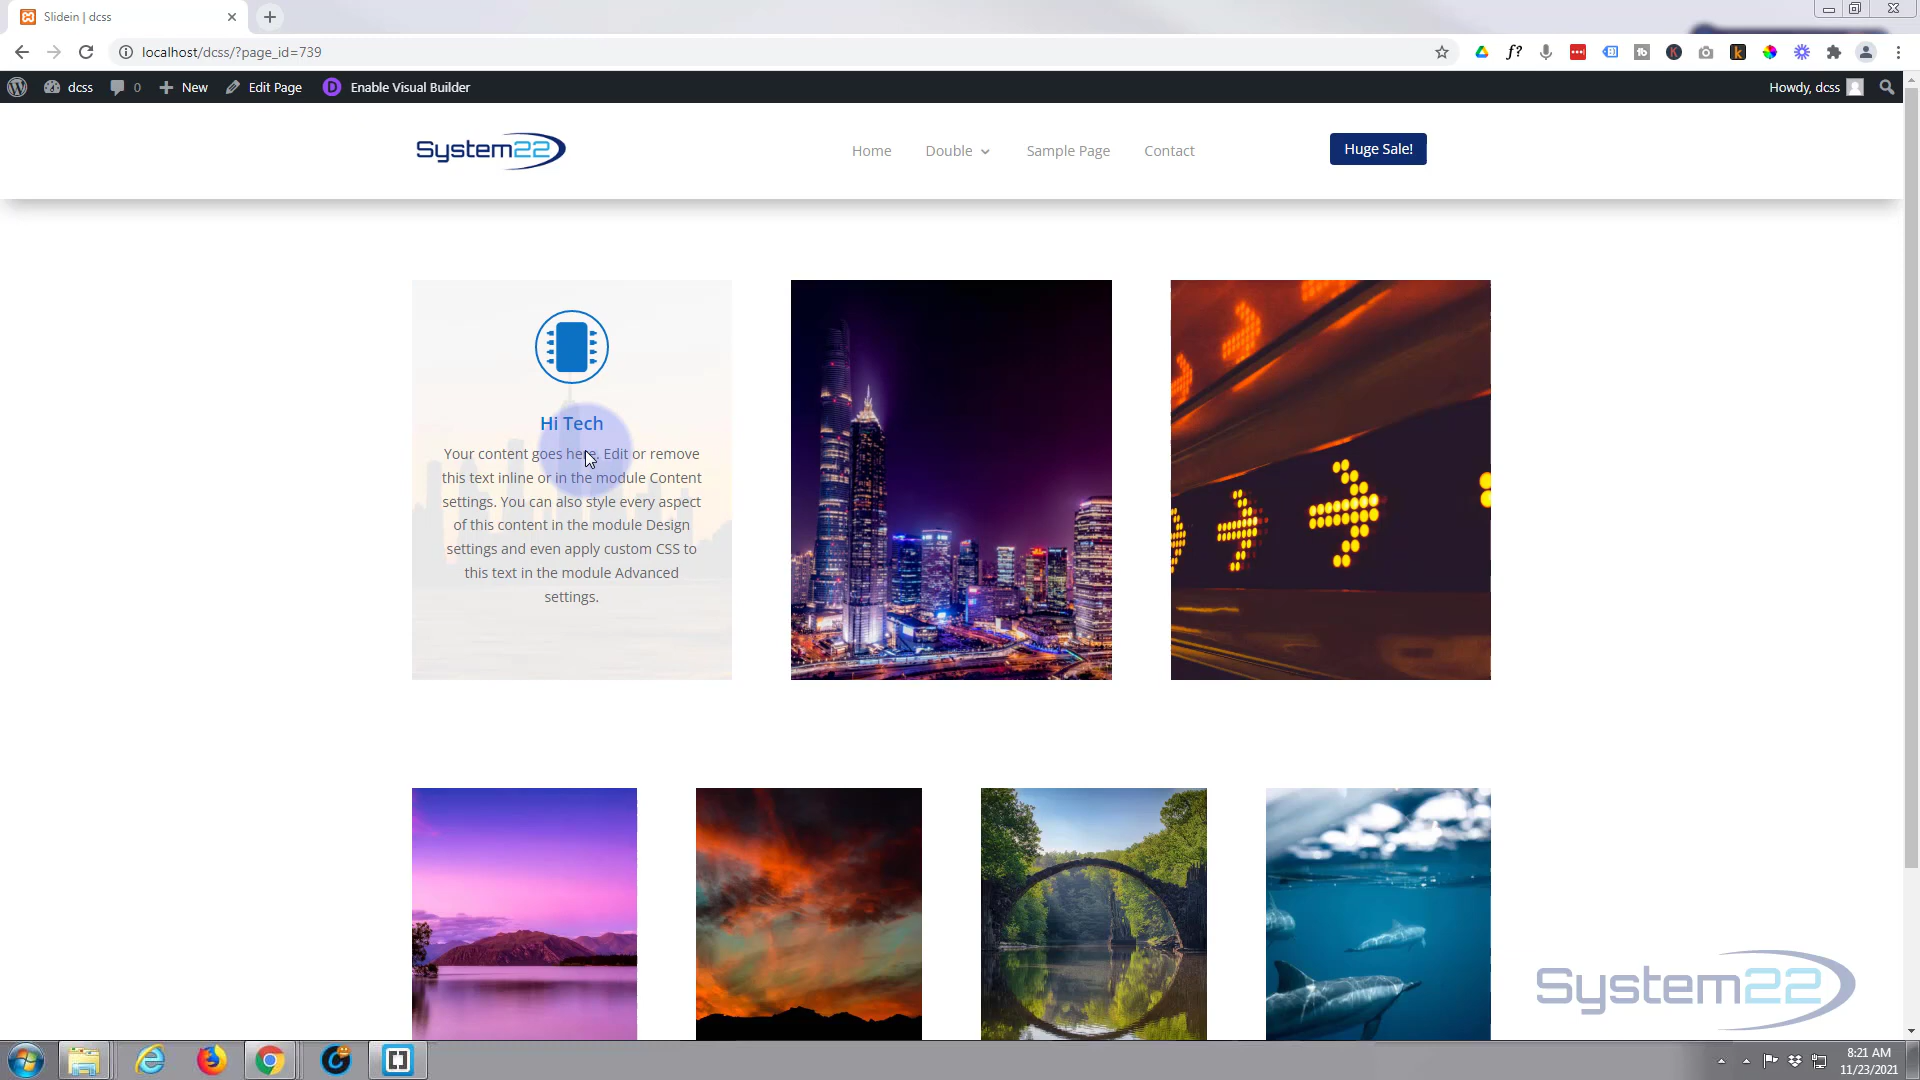 Slidein | dcss
localhost/dcss/?page_id=739
dcss
0
New
Edit Page
D
Enable Visual Builder
Howdy, dcss
System22
Home
Double
Sample Page
Contact
Huge Sale!
Hi Tech
Your content goes here. Edit or remove
this text inline or in the module Content
settings. You can also style every aspect
of this content in the module Design
settings and even apply custom CSS to
this text in the module Advanced
settings.
System22
8:21 AM
11/23/2021